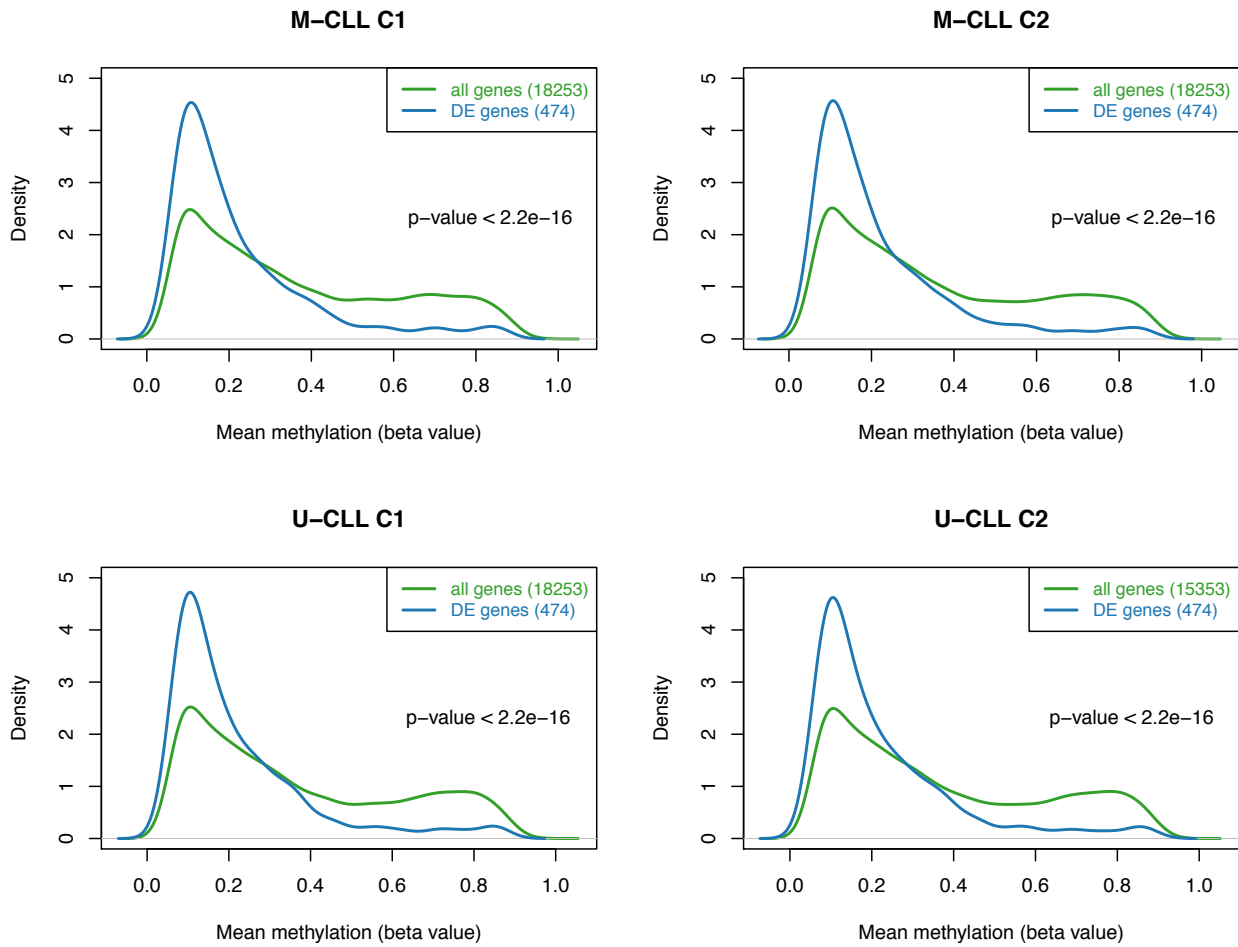 M−CLL C1
all genes (18253)
DE genes (474)
p−value < 2.2e−16
Density
0 1 2 3 4 5
0.0 0.2 0.4 0.6 0.8 1.0
Mean methylation (beta value)
M−CLL C2
all genes (18253)
DE genes (474)
p−value < 2.2e−16
Density
0 1 2 3 4 5
0.0 0.2 0.4 0.6 0.8 1.0
Mean methylation (beta value)
U−CLL C1
all genes (18253)
DE genes (474)
p−value < 2.2e−16
Density
0 1 2 3 4 5
0.0 0.2 0.4 0.6 0.8 1.0
Mean methylation (beta value)
U−CLL C2
all genes (15353)
DE genes (474)
p−value < 2.2e−16
Density
0 1 2 3 4 5
0.0 0.2 0.4 0.6 0.8 1.0
Mean methylation (beta value)